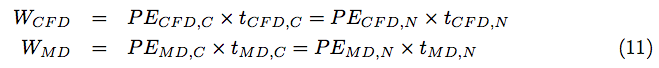 W_{CFD} = PE_{CFD,C} × t_{CFD,C} = PE_{CFD,N} × t_{CFD,N}
W_{MD} = PE_{MD,C} × t_{MD,C} = PE_{MD,N} × t_{MD,N} (11)